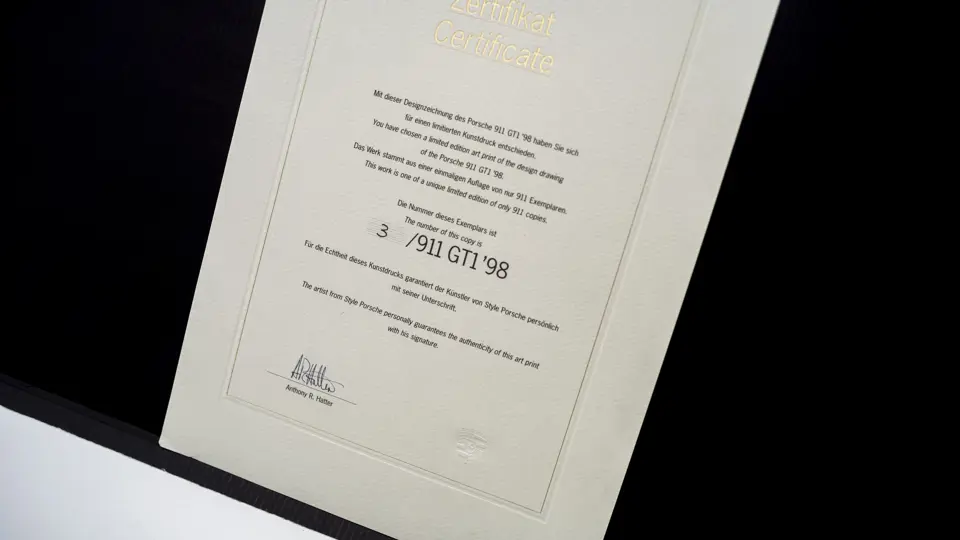 Zertifikat
Certificate
Mit dieser Designzeichnung des Porsche 911 GT1 '98 haben Sie sich
für einen limitierten Kunstdruck entschieden.
You have chosen a limited edition art print of the design drawing
of the Porsche 911 GT1 '98.
Das Werk stammt aus einer einmaligen Auflage von nur 911 Exemplaren.
This work is one of a unique limited edition of only 911 copies.
Die Nummer dieses Exemplars ist
The number of this copy is
3 /911 GT1 '98
Für die Echtheit dieses Kunstdrucks garantiert der Künstler von Style Porsche persönlich
mit seiner Unterschrift.
The artist from Style Porsche personally guarantees the authenticity of this art print
with his signature.
Anthony R. Hatter